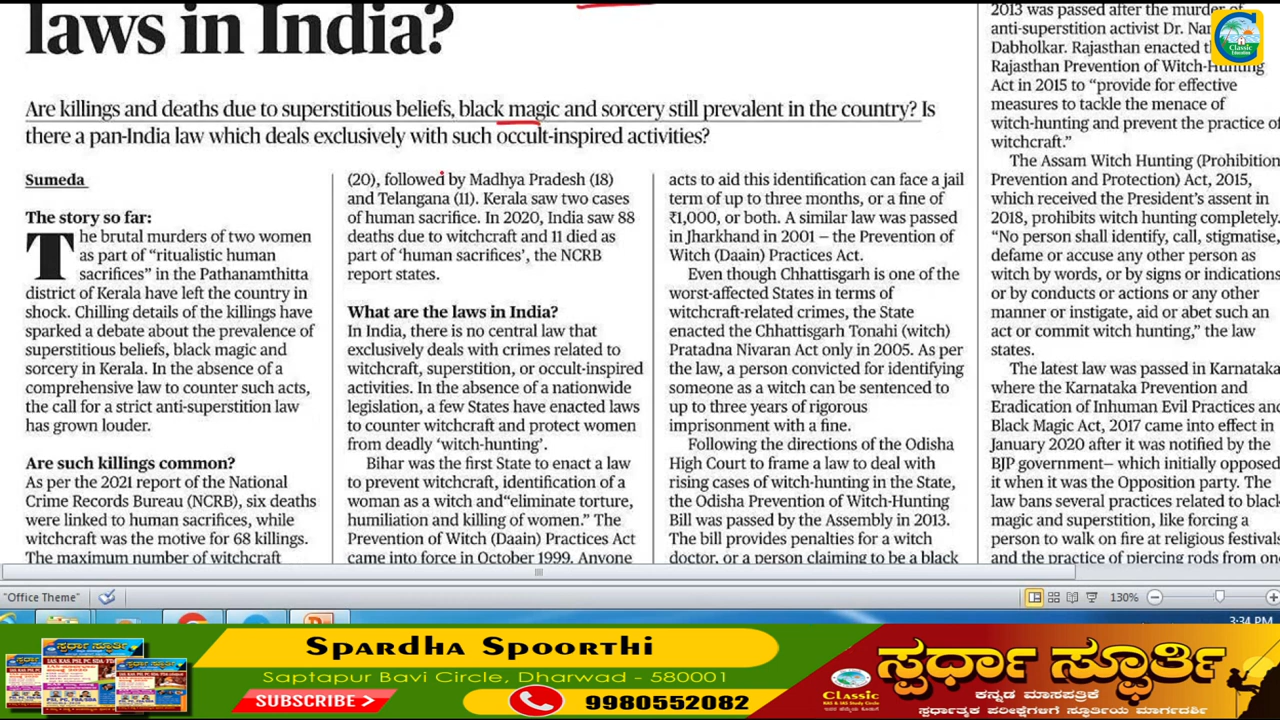 laws in India?
Are killings and deaths due to superstitious beliefs, black magic and sorcery still prevalent in the country? Is
there a pan-India law which deals exclusively with such occult-inspired activities?
Sumeda
The story so far:
The brutal murders of two women
as part of “ritualistic human
sacrifices” in the Pathanamthitta
district of Kerala have left the country in
shock. Chilling details of the killings have
sparked a debate about the prevalence of
superstitious beliefs, black magic and
sorcery in Kerala. In the absence of a
comprehensive law to counter such acts,
the call for a strict anti-superstition law
has grown louder.
Are such killings common?
As per the 2021 report of the National
Crime Records Bureau (NCRB), six deaths
were linked to human sacrifices, while
witchcraft was the motive for 68 killings.
The maximum number of witchcraft
(20), followed by Madhya Pradesh (18)
and Telangana (11). Kerala saw two cases
of human sacrifice. In 2020, India saw 88
deaths due to witchcraft and 11 died as
part of ‘human sacrifices’, the NCRB
report states.
What are the laws in India?
In India, there is no central law that
exclusively deals with crimes related to
witchcraft, superstition, or occult-inspired
activities. In the absence of a nationwide
legislation, a few States have enacted laws
to counter witchcraft and protect women
from deadly ‘witch-hunting’.
Bihar was the first State to enact a law
to prevent witchcraft, identification of a
woman as a witch and“eliminate torture,
humiliation and killing of women.” The
Prevention of Witch (Daain) Practices Act
came into force in October 1999. Anyone
acts to aid this identification can face a jail
term of up to three months, or a fine of
₹1,000, or both. A similar law was passed
in Jharkhand in 2001 – the Prevention of
Witch (Daain) Practices Act.
Even though Chhattisgarh is one of the
worst-affected States in terms of
witchcraft-related crimes, the State
enacted the Chhattisgarh Tonahi (witch)
Pratadna Nivaran Act only in 2005. As per
the law, a person convicted for identifying
someone as a witch can be sentenced to
up to three years of rigorous
imprisonment with a fine.
Following the directions of the Odisha
High Court to frame a law to deal with
rising cases of witch-hunting in the State,
the Odisha Prevention of Witch-Hunting
Bill was passed by the Assembly in 2013.
The bill provides penalties for a witch
doctor, or a person claiming to be a black
2013 was passed after the murder of
anti-superstition activist Dr. Nar
Dabholkar. Rajasthan enacted th
Rajasthan Prevention of Witch-Hunting
Act in 2015 to “provide for effective
measures to tackle the menace of
witch-hunting and prevent the practice of
witchcraft.”
The Assam Witch Hunting (Prohibition
Prevention and Protection) Act, 2015,
which received the President’s assent in
2018, prohibits witch hunting completely.
“No person shall identify, call, stigmatise,
defame or accuse any other person as
witch by words, or by signs or indications
or by conducts or actions or any other
manner or instigate, aid or abet such an
act or commit witch hunting,” the law
states.
The latest law was passed in Karnataka
where the Karnataka Prevention and
Eradication of Inhuman Evil Practices and
Black Magic Act, 2017 came into effect in
January 2020 after it was notified by the
BJP government– which initially opposed
it when it was the Opposition party. The
law bans several practices related to black
magic and superstition, like forcing a
person to walk on fire at religious festivals
and the practice of piercing rods from one
Classic
Education
"Office Theme"
130%
3:34 PM
Spardha Spoorthi
Saptapur Bavi Circle, Dharwad - 580001
SUBSCRIBE
9980552082
Classic
KAS & IAS Study Circle
ಸ್ಪರ್ಧಾ ಸ್ಫೂರ್ತಿ
ಕನ್ನಡ ಮಾಸಪತ್ರಿಕೆ
ಸ್ಪರ್ಧಾತ್ಮಕ ಪರೀಕ್ಷೆಗಳಿಗೆ ಸ್ಫೂರ್ತಿಯ ಮಾರ್ಗದರ್ಶಿ